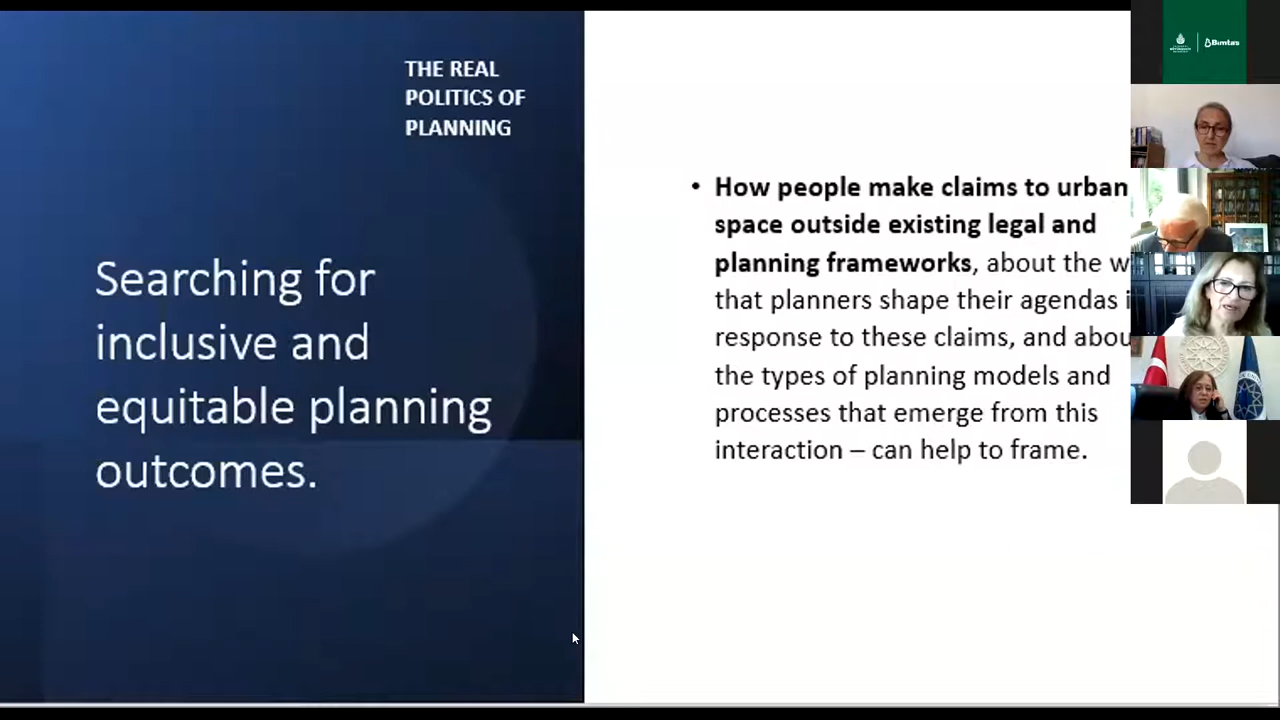 THE REAL
POLITICS OF
PLANNING
Searching for
inclusive and
equitable planning
outcomes.
• How people make claims to urban
space outside existing legal and
planning frameworks, about the
that planners shape their agendas
response to these claims, and
the types of planning models and
processes that emerge from this
interaction – can help to frame.
Bimtaş